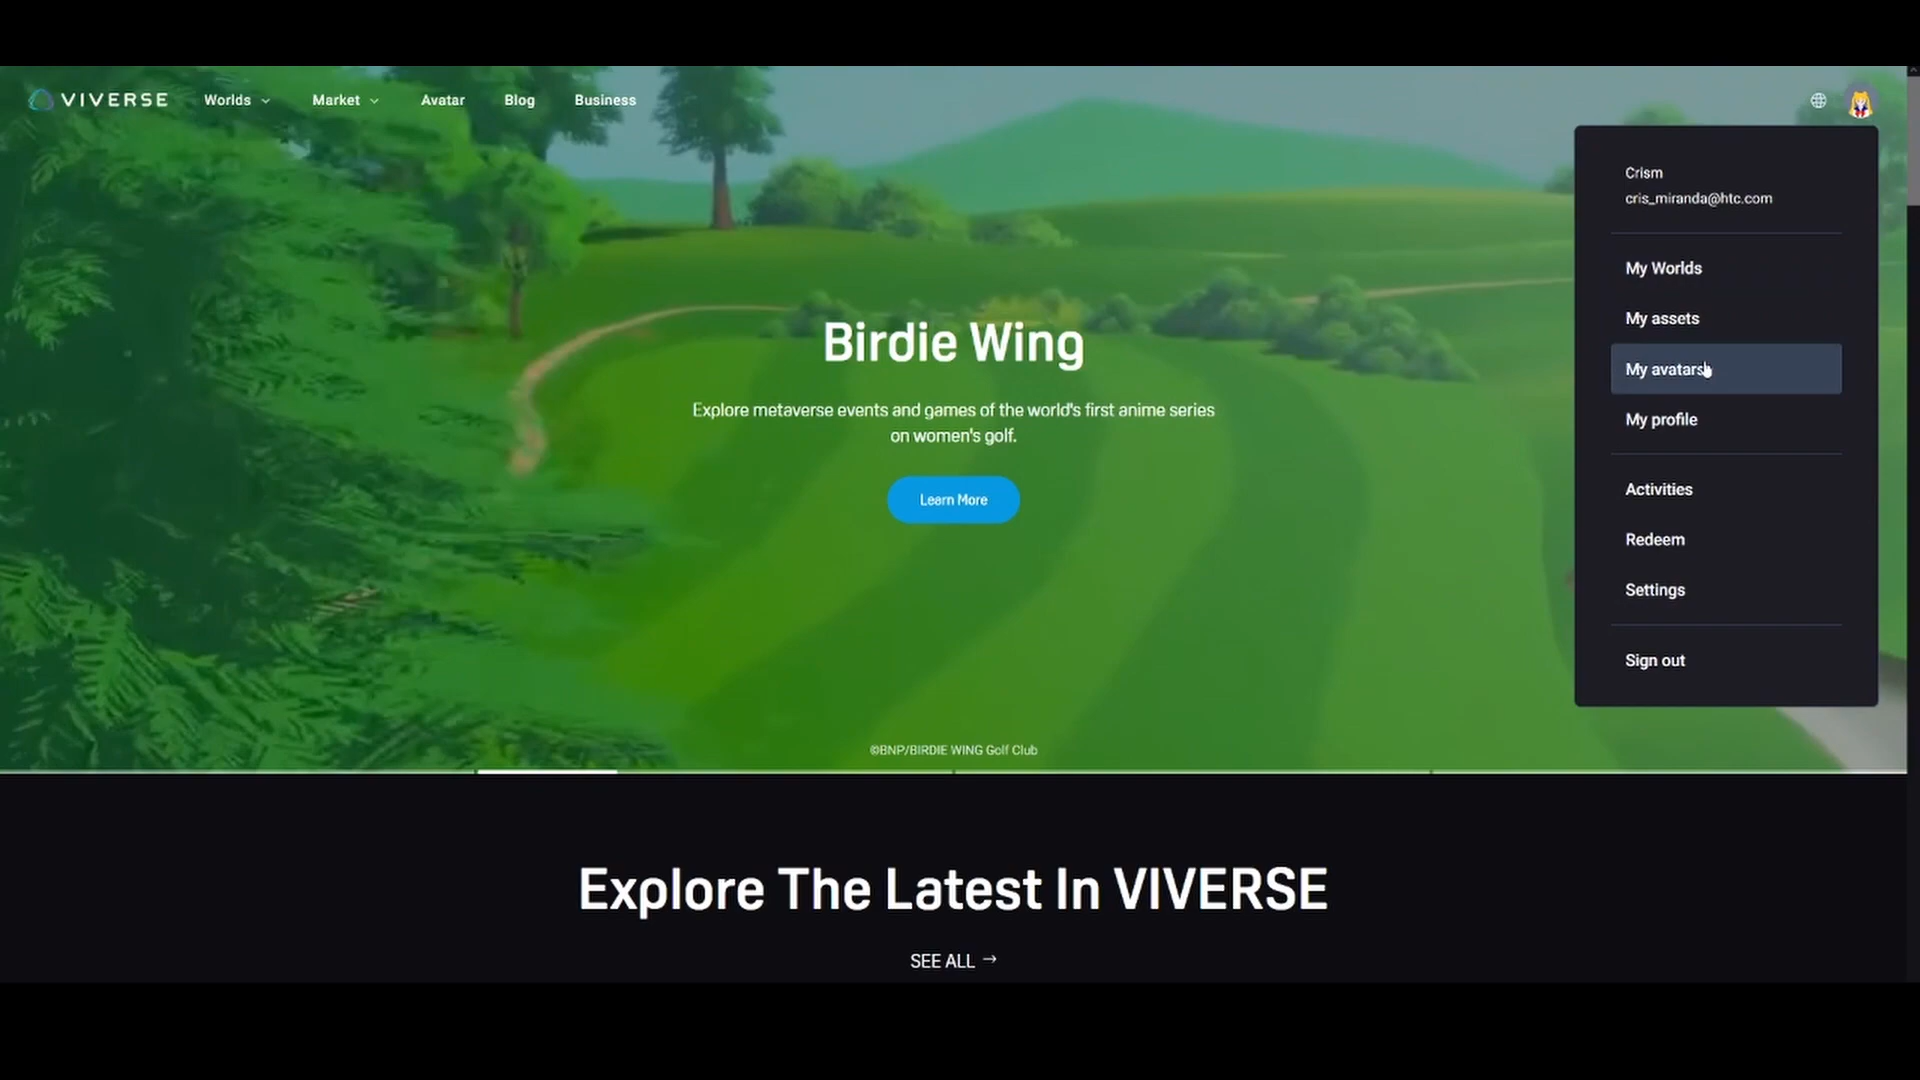 VIVERSE
Worlds
Market
Avatar
Blog
Business
Crism
cris_miranda@htc.com
My Worlds
My assets
My avatars
My profile
Activities
Redeem
Settings
Sign out
Birdie Wing
Explore metaverse events and games of the world's first anime series
on women's golf.
Learn More
©BNP/BIRDIE WING Golf Club
Explore The Latest In VIVERSE
SEE ALL →